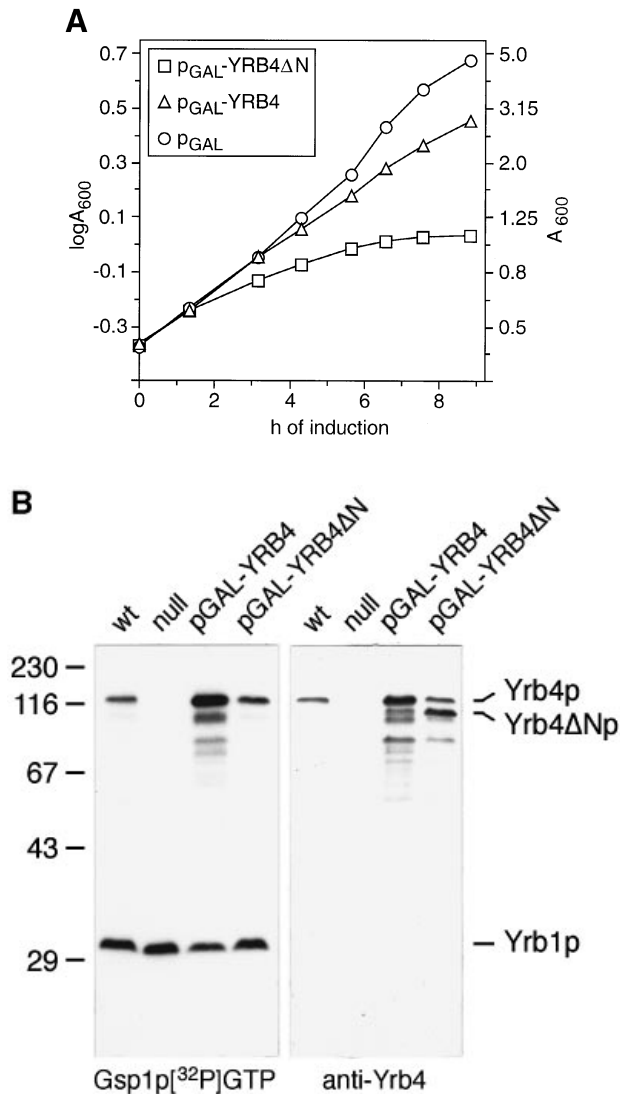 A
0.7
0.5
0.3
0.1
-0.1
-0.3
logA600
pGAL-YRB4ΔN
pGAL-YRB4
pGAL
5.0
3.15
2.0
1.25
0.8
0.5
A 600
0 2 4 6 8
h of induction
B
wt null pGAL-YRB4 pGAL-YRB4ΔN wt null pGAL-YRB4 pGAL-YRB4ΔN
230
116
67
43
29
Yrb4p
Yrb4ΔNp
Yrb1p
Gsp1p[32P]GTP anti-Yrb4